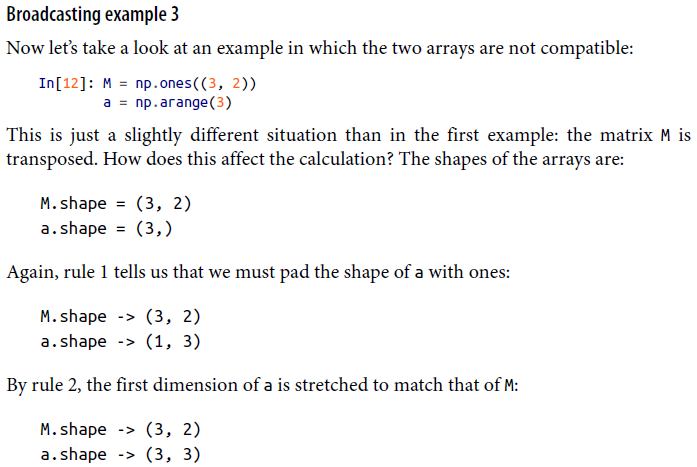 Broadcasting example 3
Now let’s take a look at an example in which the two arrays are not compatible:
In[12]: M = np.ones((3, 2))
a = np.arange(3)
This is just a slightly different situation than in the first example: the matrix M is
transposed. How does this affect the calculation? The shapes of the arrays are:
M.shape = (3, 2)
a.shape = (3,)
Again, rule 1 tells us that we must pad the shape of a with ones:
M.shape -> (3, 2)
a.shape -> (1, 3)
By rule 2, the first dimension of a is stretched to match that of M:
M.shape -> (3, 2)
a.shape -> (3, 3)